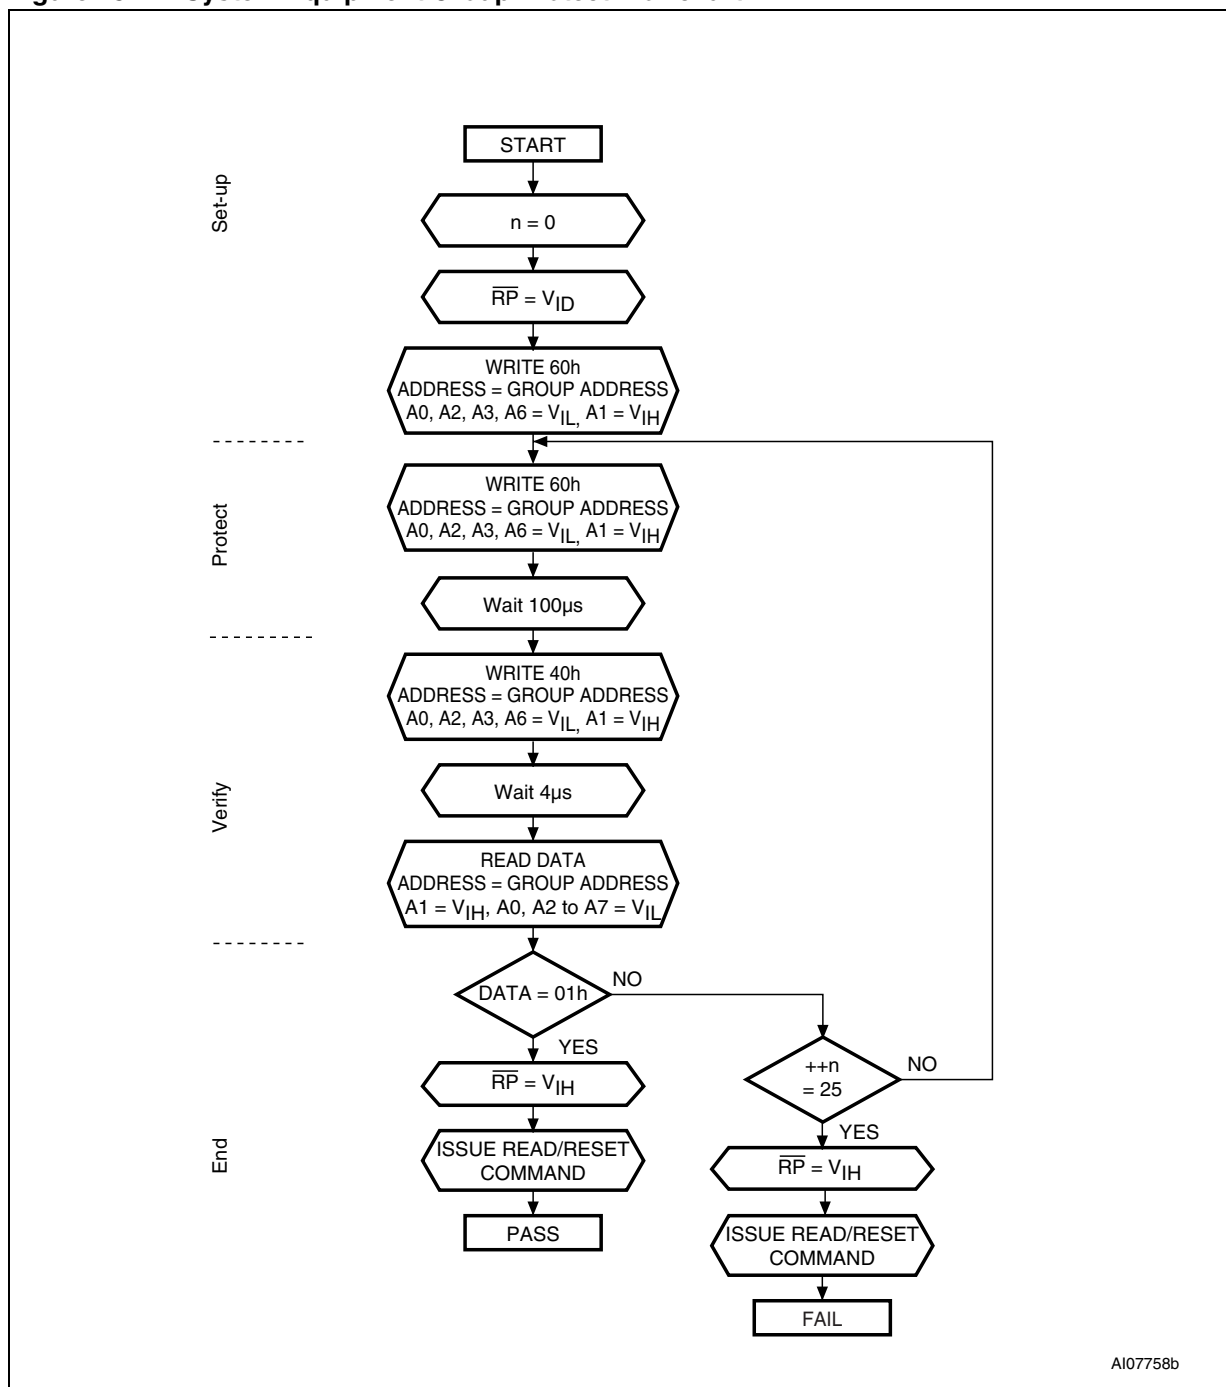 START
Set-up
n = 0
RP = VID
WRITE 60h
ADDRESS = GROUP ADDRESS
A0, A2, A3, A6 = VIL, A1 = VIH
Protect
WRITE 60h
ADDRESS = GROUP ADDRESS
A0, A2, A3, A6 = VIL, A1 = VIH
Wait 100µs
WRITE 40h
ADDRESS = GROUP ADDRESS
A0, A2, A3, A6 = VIL, A1 = VIH
Verify
Wait 4µs
READ DATA
ADDRESS = GROUP ADDRESS
A1 = VIH, A0, A2 to A7 = VIL
DATA = 01h
NO
YES
++n
= 25
NO
YES
End
RP = VIH
ISSUE READ/RESET
COMMAND
PASS
RP = VIH
ISSUE READ/RESET
COMMAND
FAIL
AI07758b